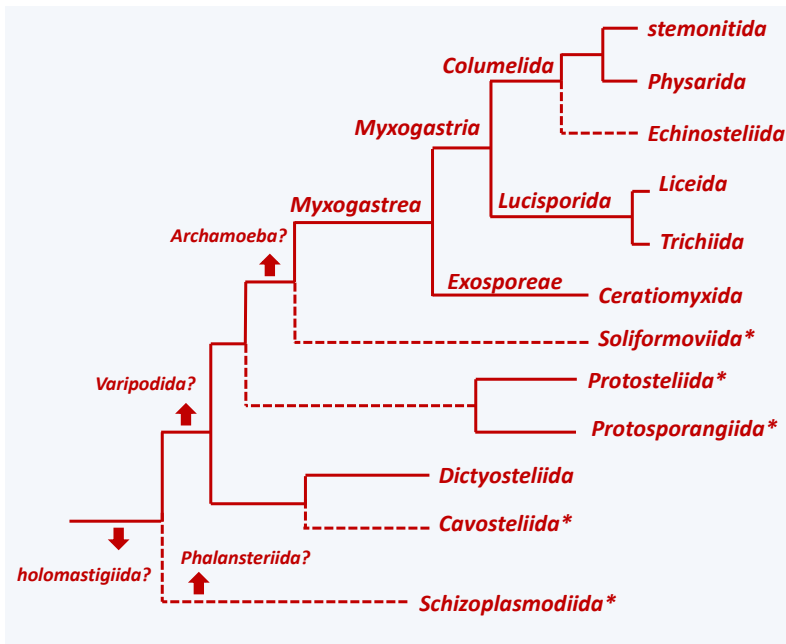 stemonitida
Columelida
Physarida
Myxogastria
Echinosteliida
Liceida
Myxogastrea
Lucisporida
Archamoeba?
Trichiida
Exosporeae
Ceratiomyxida
Soliformoviida*
Varipodida?
Protosteliida*
Protosporangiida*
Dictyosteliida
Cavosteliida*
Phalansteriida?
holomastigiida?
Schizoplasmodiida*